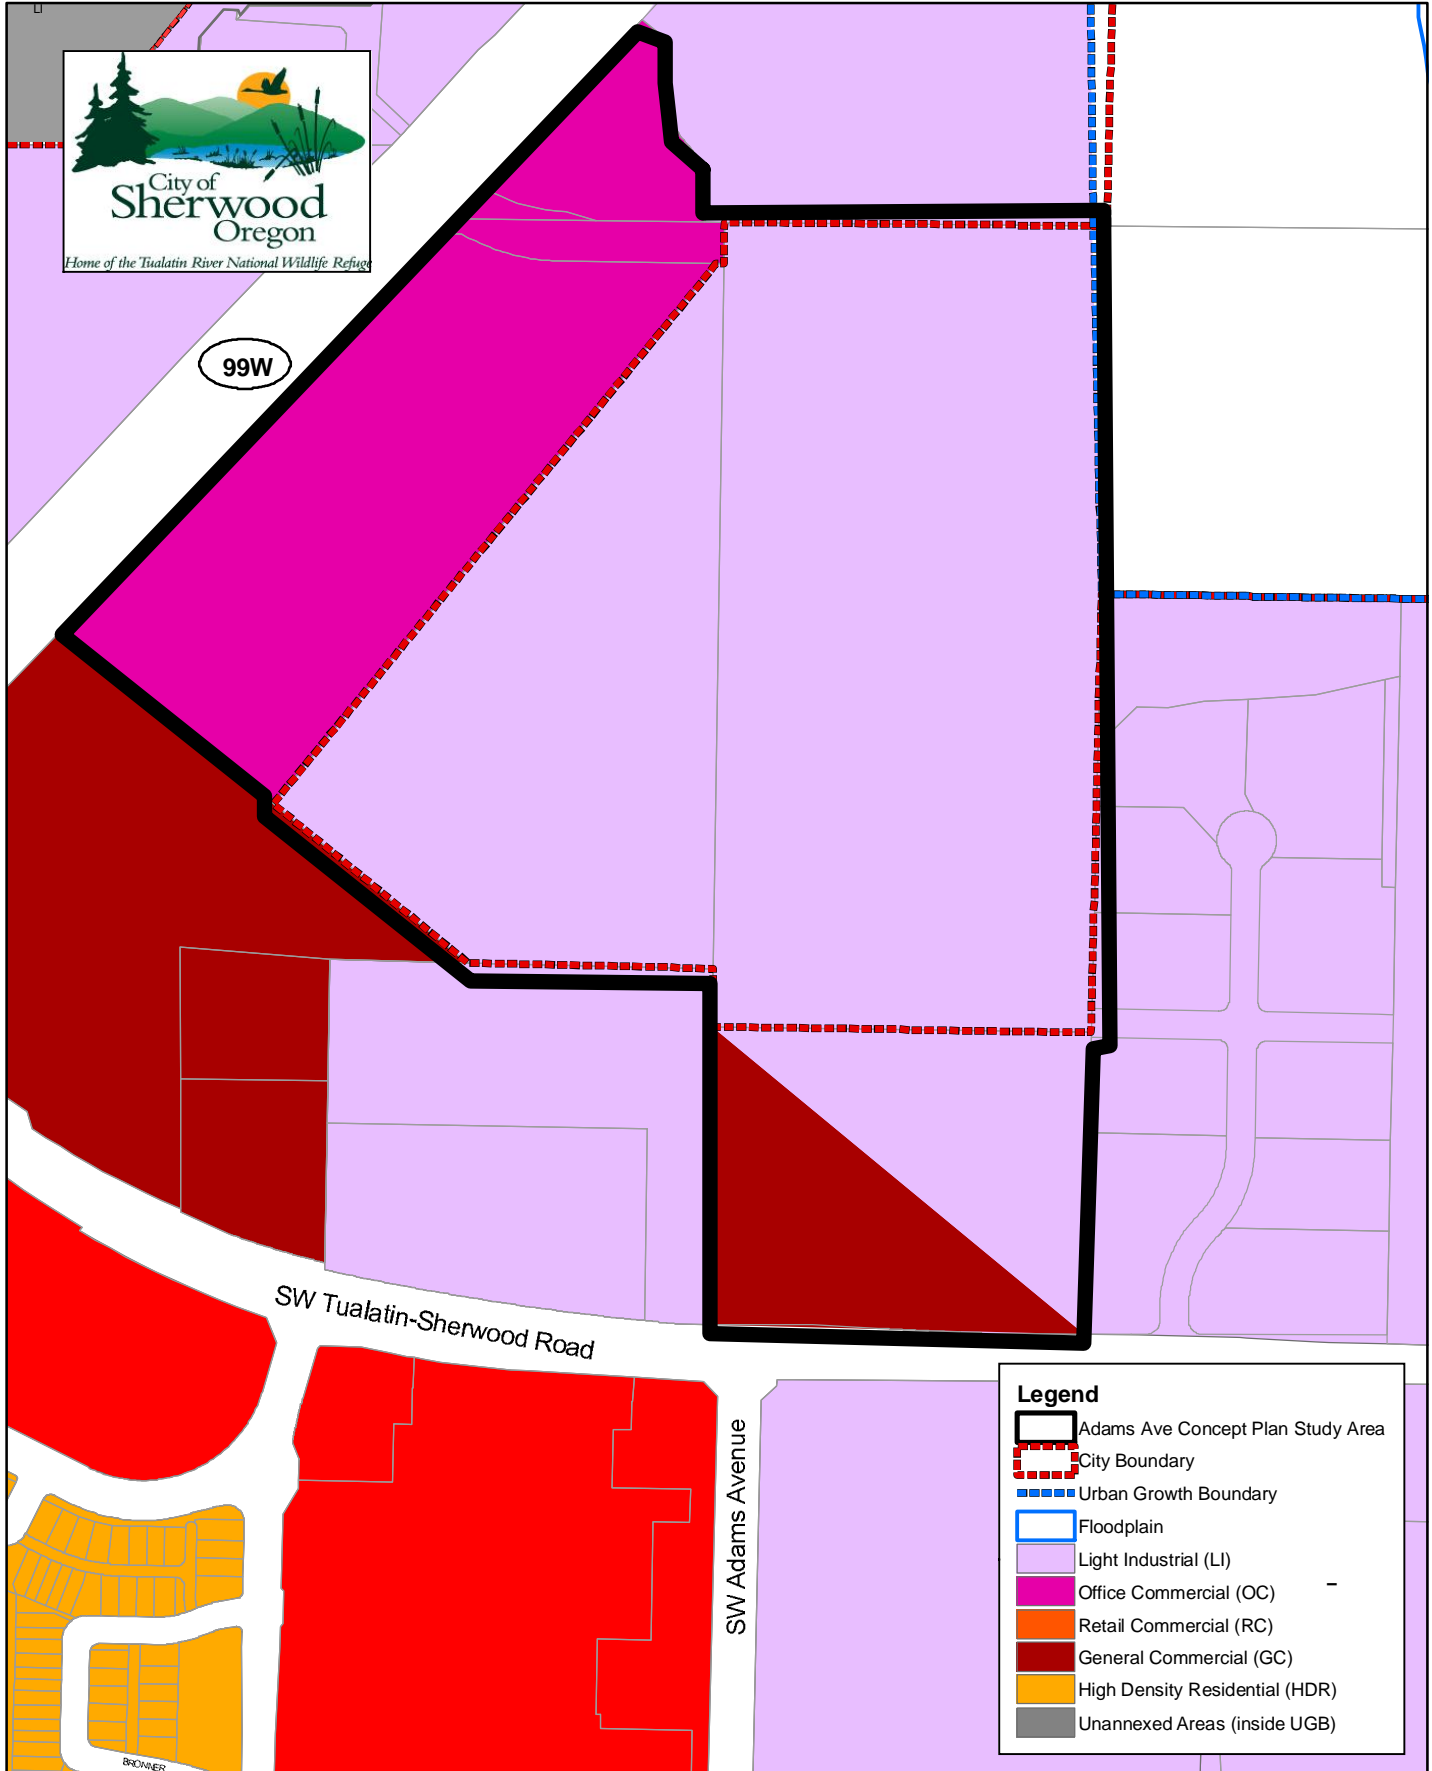 City of
Sherwood
Oregon
Home of the Tualatin River National Wildlife Refuge
99W
SW Tualatin-Sherwood Road
SW Adams Avenue
BRONNER
Legend
Adams Ave Concept Plan Study Area
City Boundary
Urban Growth Boundary
Floodplain
Light Industrial (LI)
Office Commercial (OC)
Retail Commercial (RC)
General Commercial (GC)
High Density Residential (HDR)
Unannexed Areas (inside UGB)